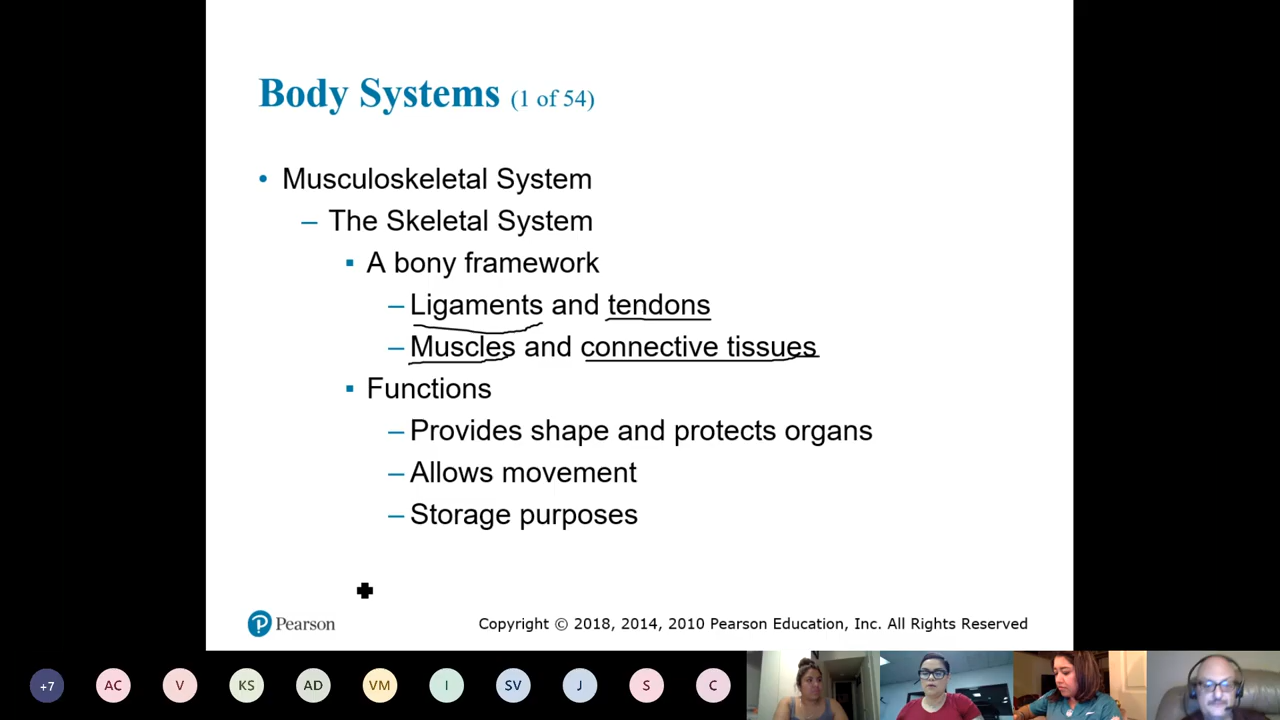 Body Systems (1 of 54)
• Musculoskeletal System
– The Skeletal System
▪ A bony framework
– Ligaments and tendons
– Muscles and connective tissues
▪ Functions
– Provides shape and protects organs
– Allows movement
– Storage purposes
Pearson
Copyright © 2018, 2014, 2010 Pearson Education, Inc. All Rights Reserved
+7 AC V KS AD VM I SV J S C